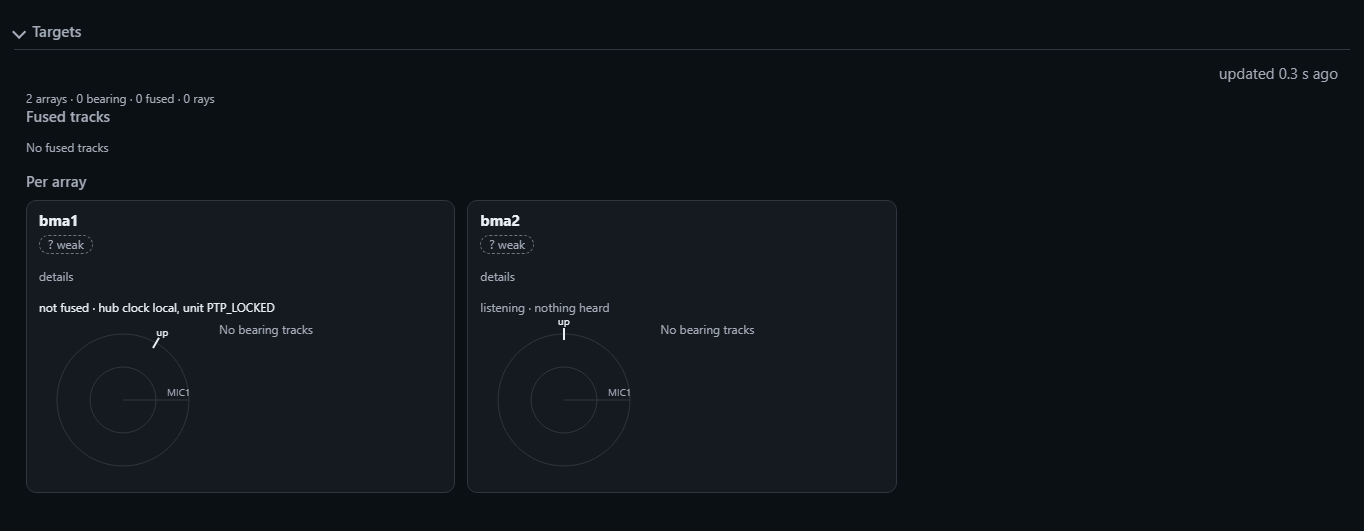 Targets
updated 0.3 s ago
2 arrays · 0 bearing · 0 fused · 0 rays
Fused tracks
No fused tracks
Per array
bma1
? weak
details
not fused · hub clock local, unit PTP_LOCKED
up
No bearing tracks
MIC1
bma2
? weak
details
listening · nothing heard
up
No bearing tracks
MIC1